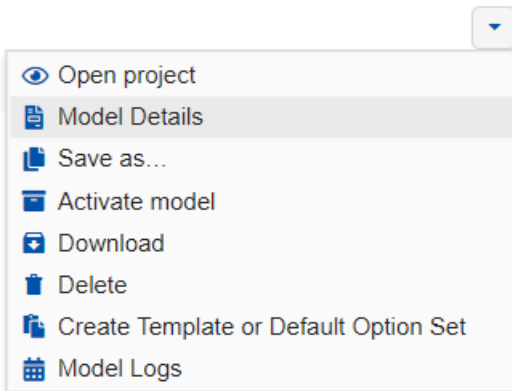 Open project
Model Details
Save as...
Activate model
Download
Delete
Create Template or Default Option Set
Model Logs